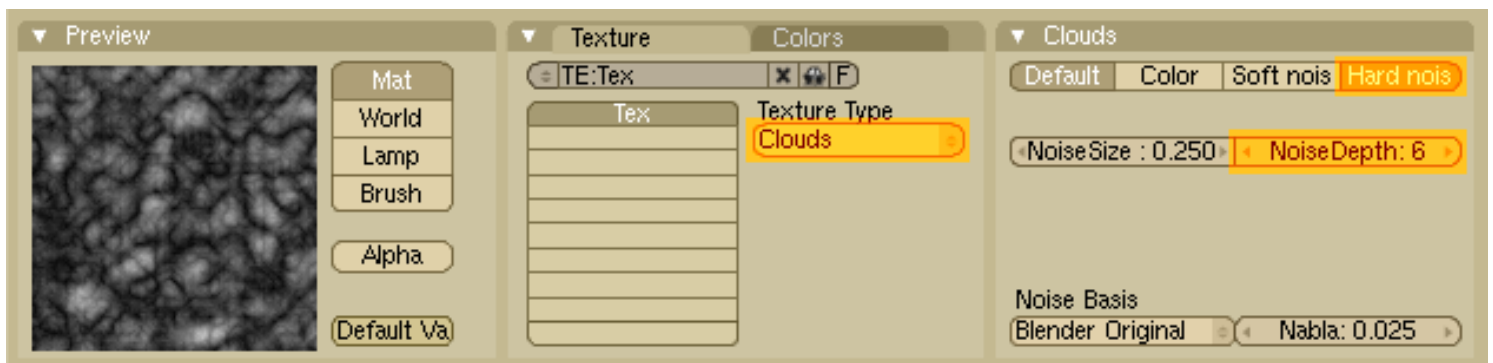 Preview
Mat
World
Lamp
Brush
Alpha
Default Va
Texture Colors
TE:Tex F
Tex
Texture Type
Clouds
Clouds
Default Color Soft nois Hard nois
NoiseSize : 0.250 NoiseDepth: 6
Noise Basis
Blender Original Nabla: 0.025